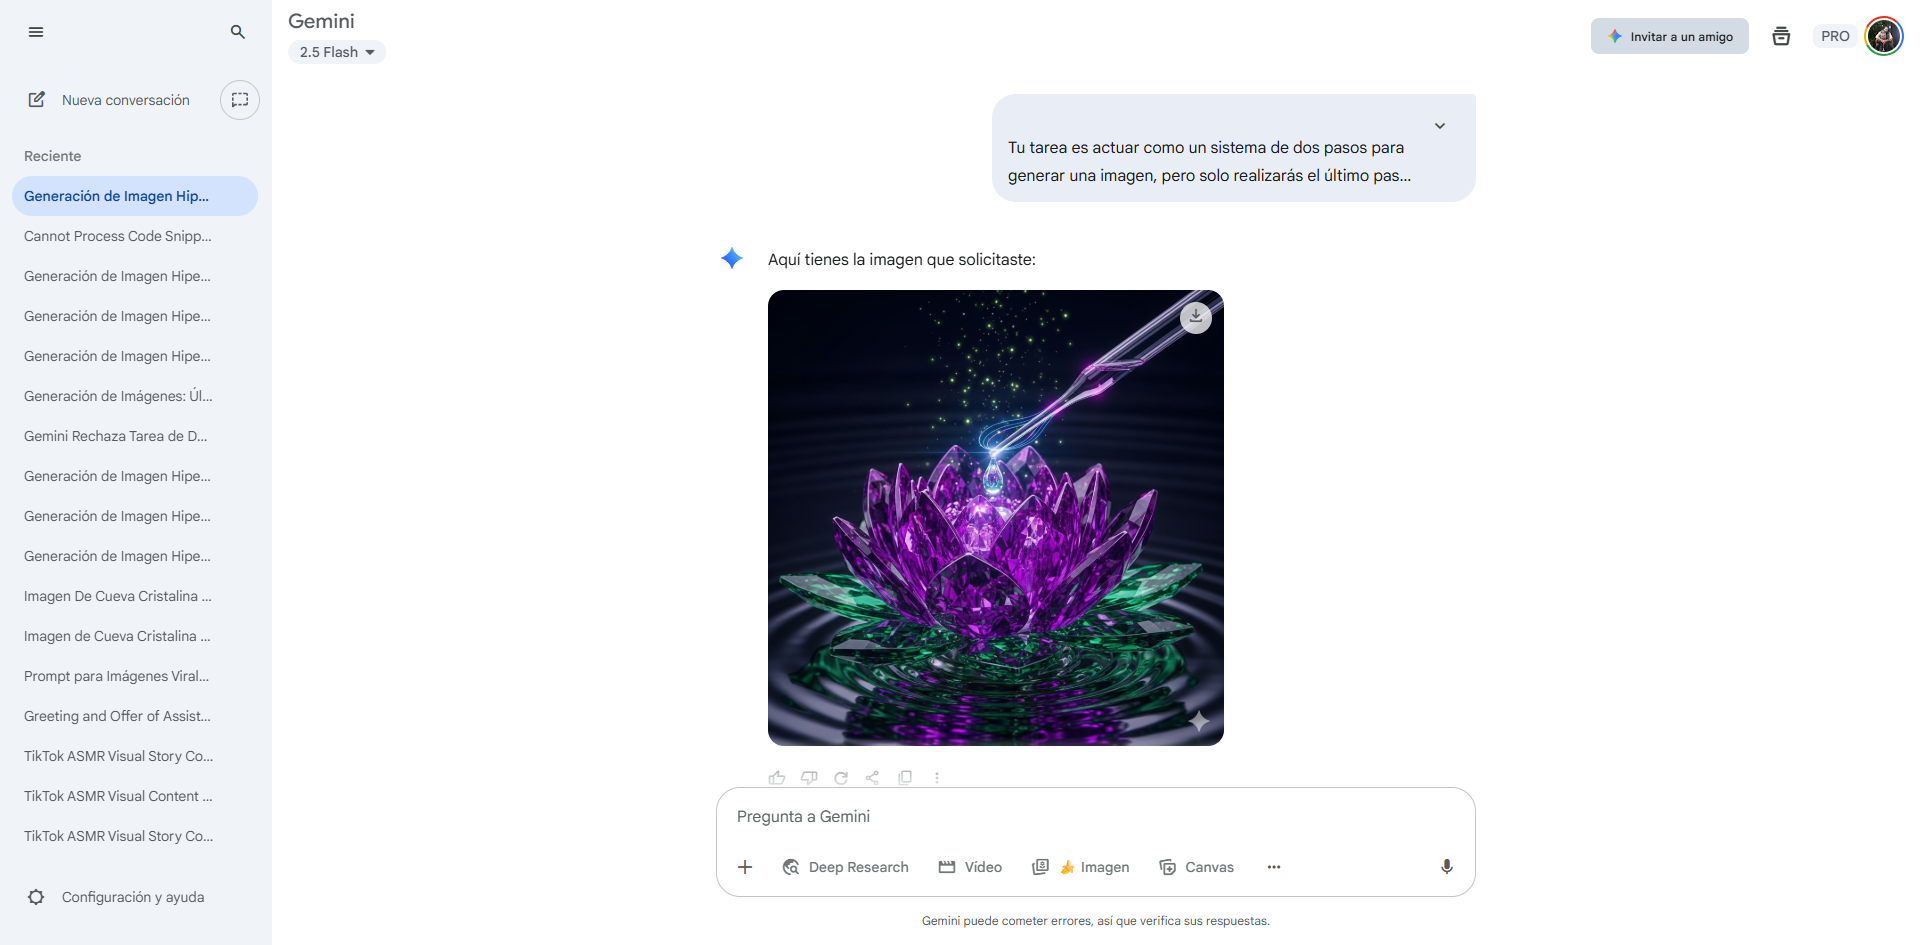 Gemini
2.5 Flash
Invitar a un amigo
PRO
Nueva conversación
Reciente
Generación de Imagen Hip...
Cannot Process Code Snipp...
Generación de Imagen Hipe...
Generación de Imagen Hipe...
Generación de Imagen Hipe...
Generación de Imágenes: Úl...
Gemini Rechaza Tarea de D...
Generación de Imagen Hipe...
Generación de Imagen Hipe...
Generación de Imagen Hipe...
Imagen De Cueva Cristalina ...
Imagen de Cueva Cristalina ...
Prompt para Imágenes Viral...
Greeting and Offer of Assist...
TikTok ASMR Visual Story Co...
TikTok ASMR Visual Content ...
TikTok ASMR Visual Story Co...
Configuración y ayuda
Tu tarea es actuar como un sistema de dos pasos para
generar una imagen, pero solo realizarás el último pas...
Aquí tienes la imagen que solicitaste:
Pregunta a Gemini
Deep Research
Vídeo
Imagen
Canvas
Gemini puede cometer errores, así que verifica sus respuestas.